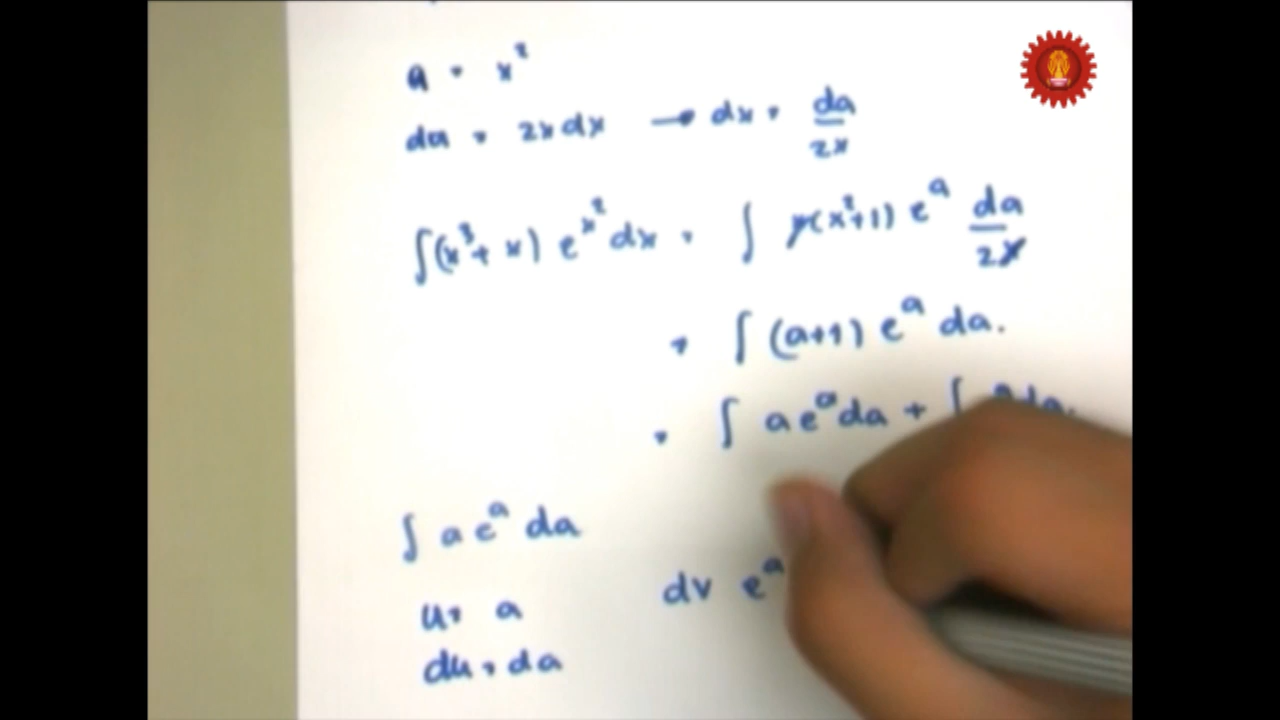 a = x²
da = 2x dx → dx = da/2x
∫(x³ + x) e^x² dx = ∫ x(x²+1) e^a da/2x
= ∫ (a+1) e^a da.
= ∫ a e^a da + ∫
∫ a e^a da
u = a dv e^a
du = da